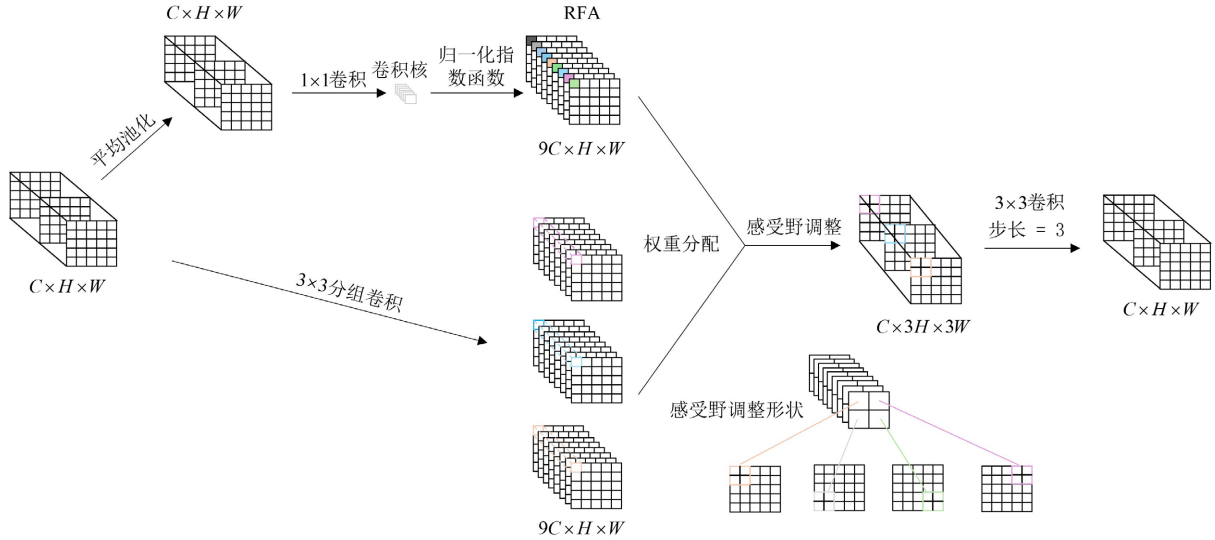 C×H×W
RFA
1×1卷积
卷积核
归一化指
数函数
平均池化
9C×H×W
C×H×W
3×3分组卷积
权重分配
感受野调整
3×3卷积
步长 = 3
C×3H×3W
C×H×W
感受野调整形状
9C×H×W